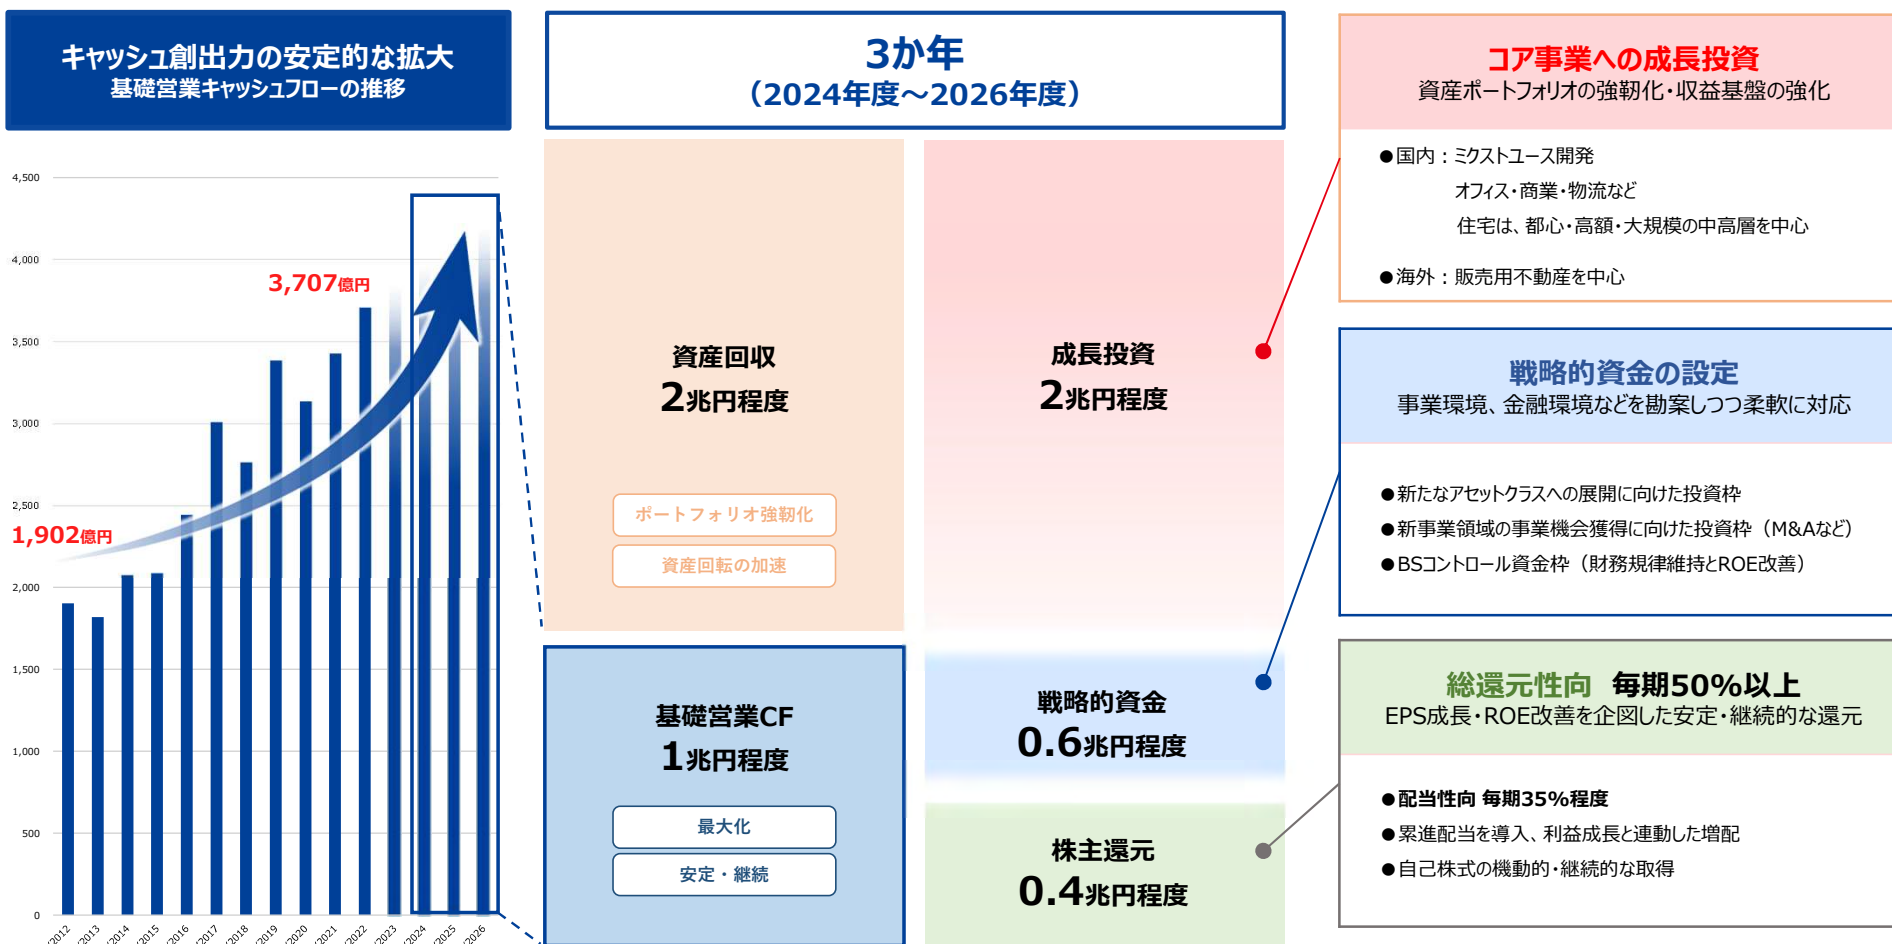 キャッシュ創出力の安定的な拡大
基礎営業キャッシュフローの推移
4,500
4,000
3,500
3,000
2,500
2,000
1,500
1,000
500
0
1,902億円
3,707億円
/2012
/2013
/2014
/2015
/2016
/2017
/2018
/2019
/2020
/2021
/2022
/2023
/2024
/2025
/2026
3か年
（2024年度～2026年度）
資産回収
2兆円程度
ポートフォリオ強靭化
資産回転の加速
基礎営業CF
1兆円程度
最大化
安定・継続
成長投資
2兆円程度
戦略的資金
0.6兆円程度
株主還元
0.4兆円程度
コア事業への成長投資
資産ポートフォリオの強靭化・収益基盤の強化
●国内：ミクストユース開発
オフィス・商業・物流など
住宅は、都心・高額・大規模の中高層を中心
●海外：販売用不動産を中心
戦略的資金の設定
事業環境、金融環境などを勘案しつつ柔軟に対応
●新たなアセットクラスへの展開に向けた投資枠
●新事業領域の事業機会獲得に向けた投資枠（M&Aなど）
●BSコントロール資金枠（財務規律維持とROE改善）
総還元性向 毎期50%以上
EPS成長・ROE改善を企図した安定・継続的な還元
●配当性向 毎期35%程度
●累進配当を導入、利益成長と連動した増配
●自己株式の機動的・継続的な取得